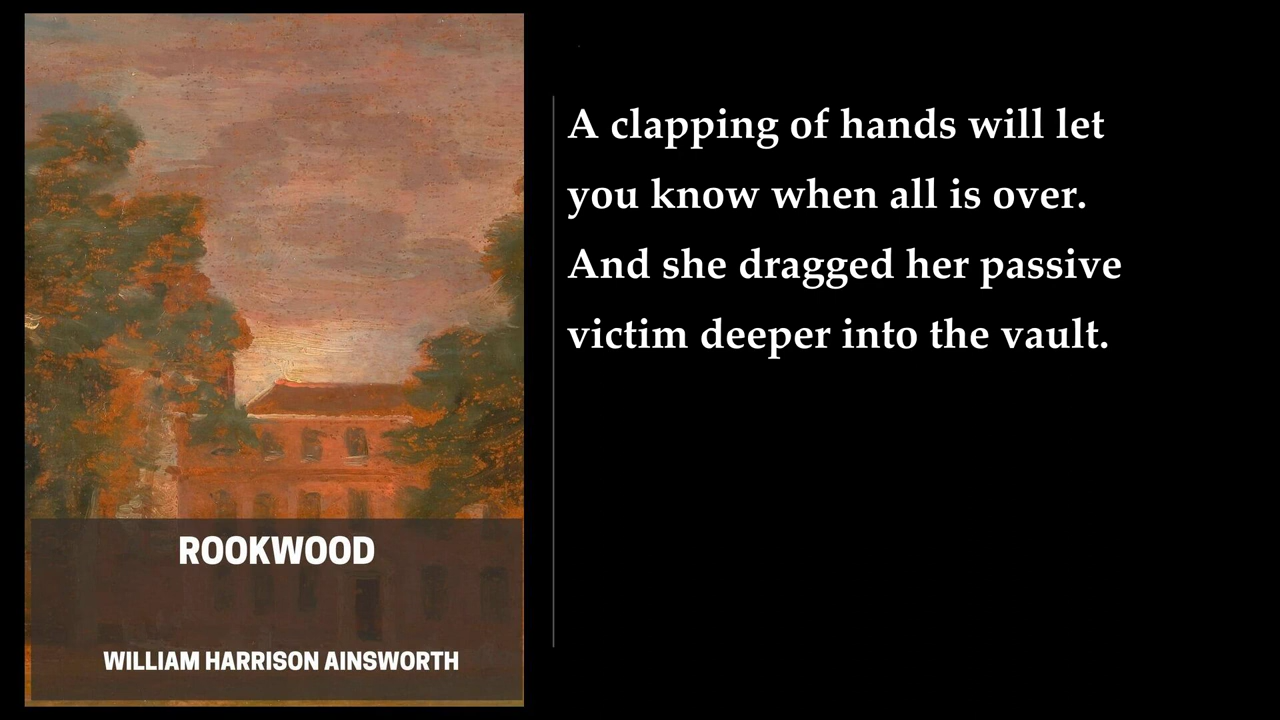 ROOKWOOD
WILLIAM HARRISON AINSWORTH
A clapping of hands will let
you know when all is over.
And she dragged her passive
victim deeper into the vault.